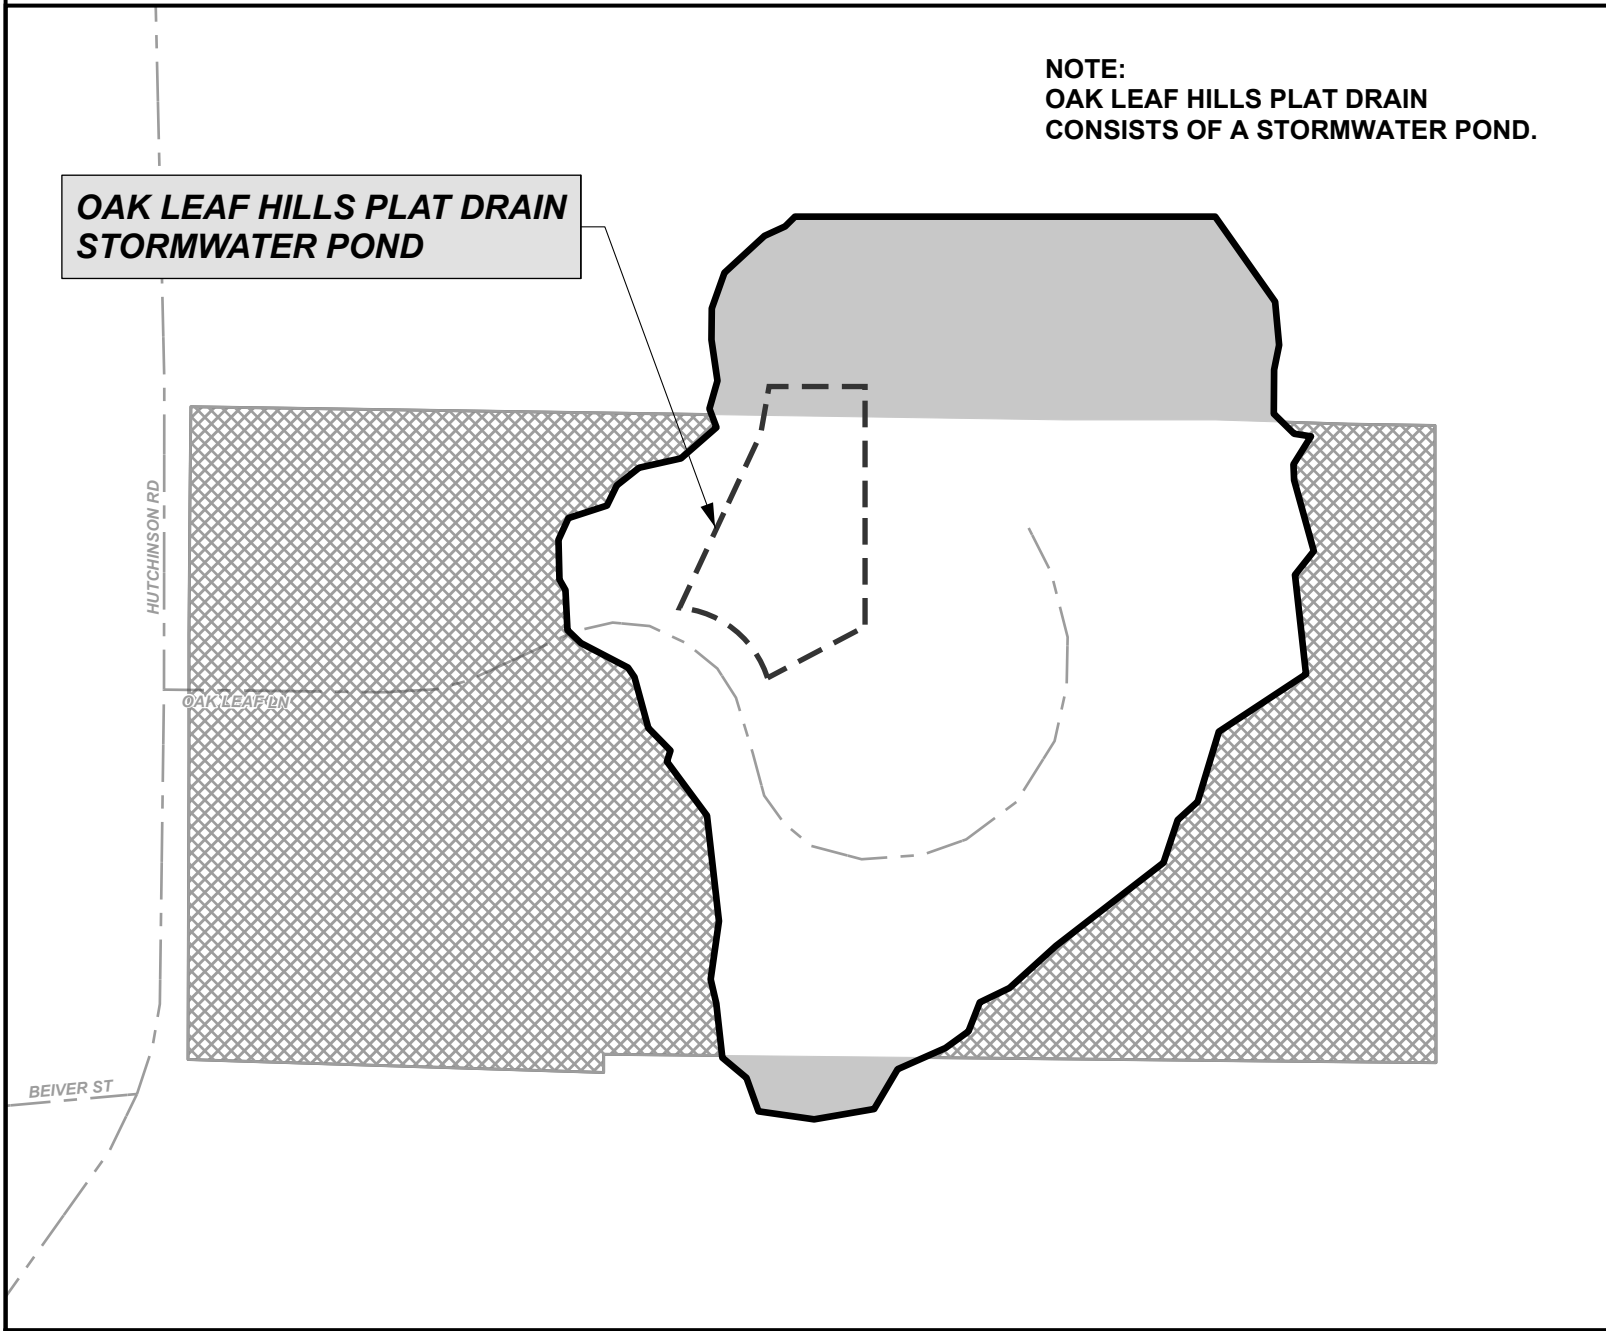 NOTE:
OAK LEAF HILLS PLAT DRAIN
CONSISTS OF A STORMWATER POND.
OAK LEAF HILLS PLAT DRAIN
STORMWATER POND
HUTCHINSON RD
OAK LEAF LN
BEIVER ST